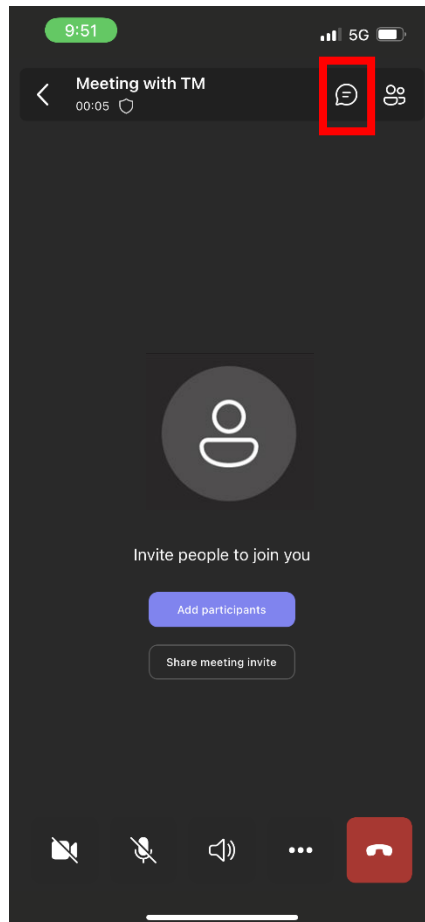 9:51
5G
Meeting with TM
00:05
Invite people to join you
Add participants
Share meeting invite